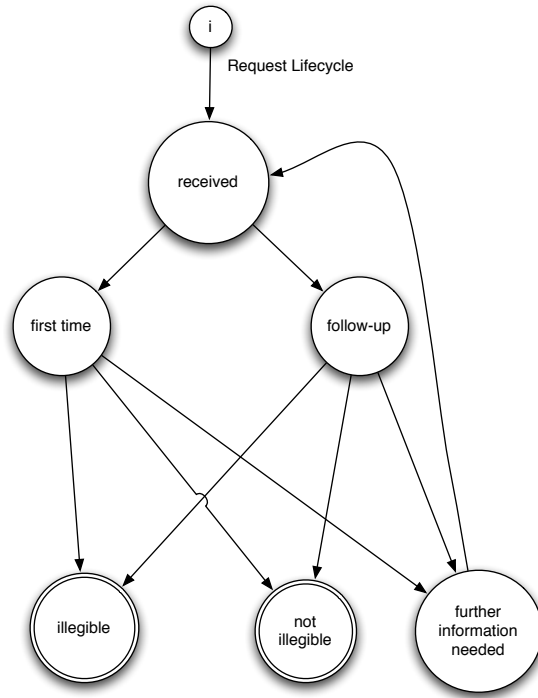 i
Request Lifecycle
received
first time
follow-up
illegible
not
illegible
further
information
needed